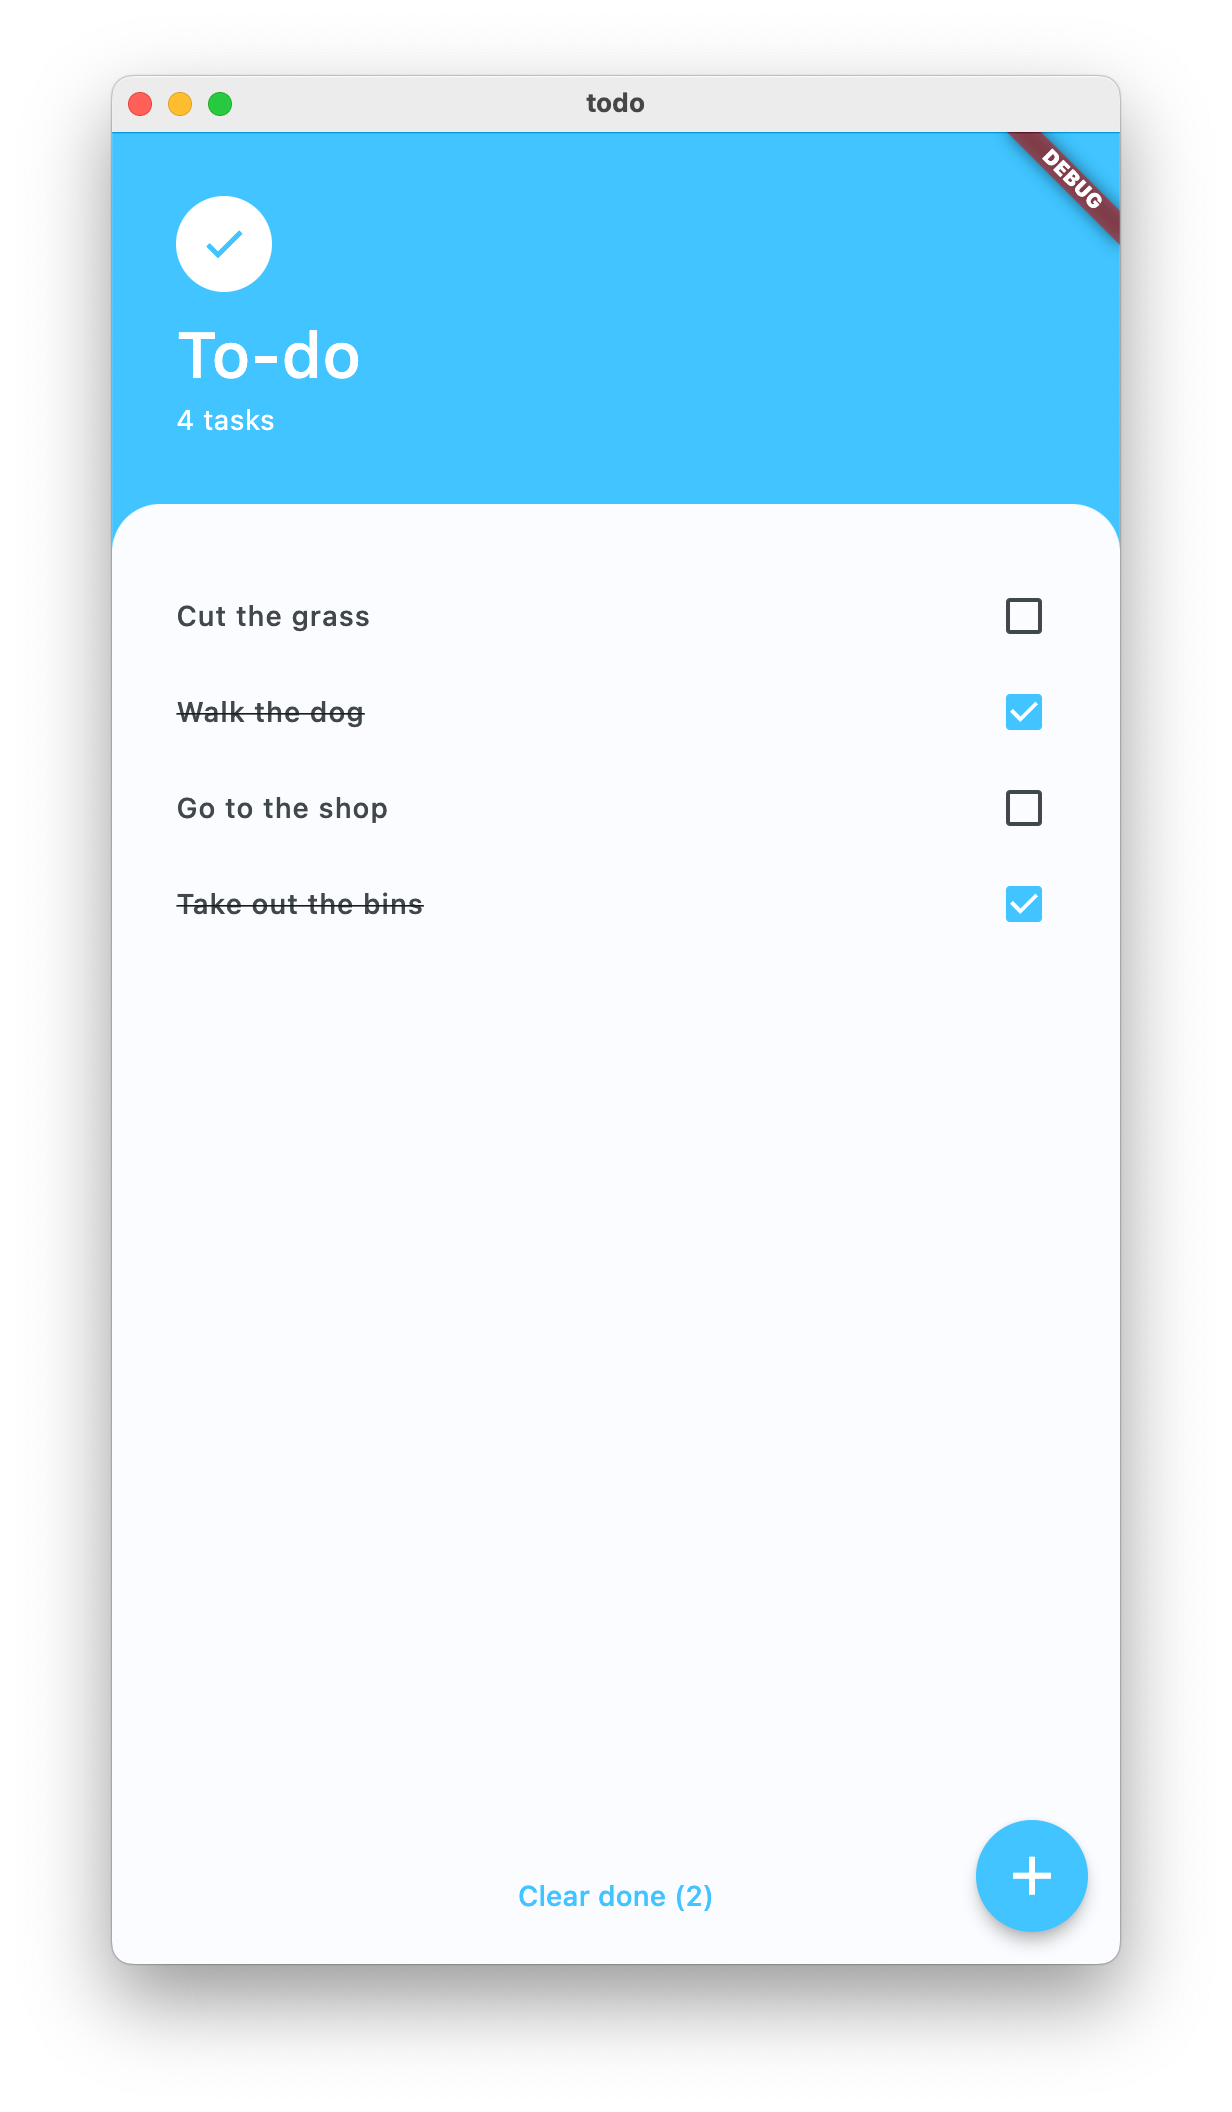 todo
DEBUG
To-do
4 tasks
Cut the grass
Walk the dog
Go to the shop
Take out the bins
Clear done (2)